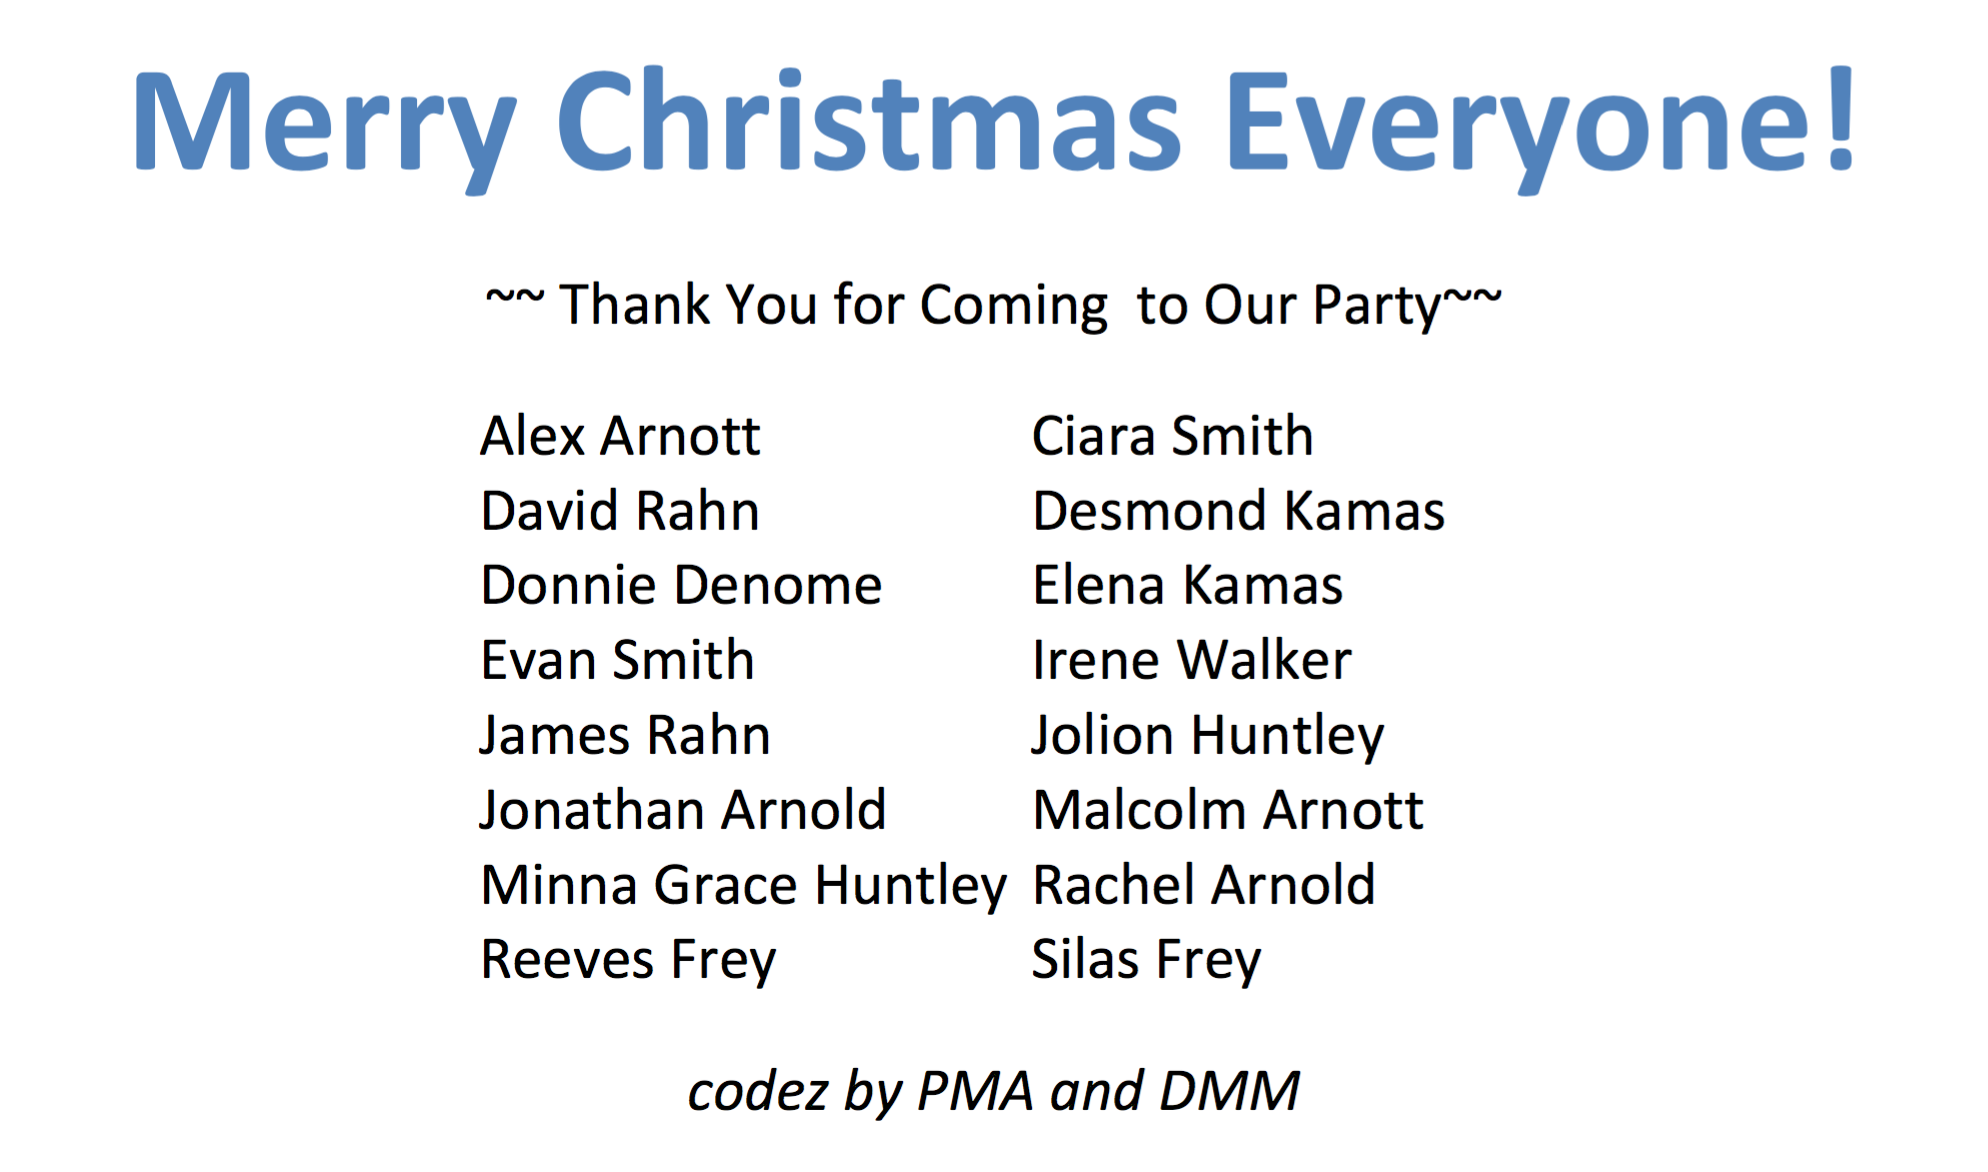 Merry Christmas Everyone!
~~ Thank You for Coming  to Our Party~~
Alex Arnott Ciara Smith
David Rahn Desmond Kamas
Donnie Denome Elena Kamas
Evan Smith Irene Walker
James Rahn Jolion Huntley
Jonathan Arnold Malcolm Arnott
Minna Grace Huntley Rachel Arnold
Reeves Frey Silas Frey
codez by PMA and DMM